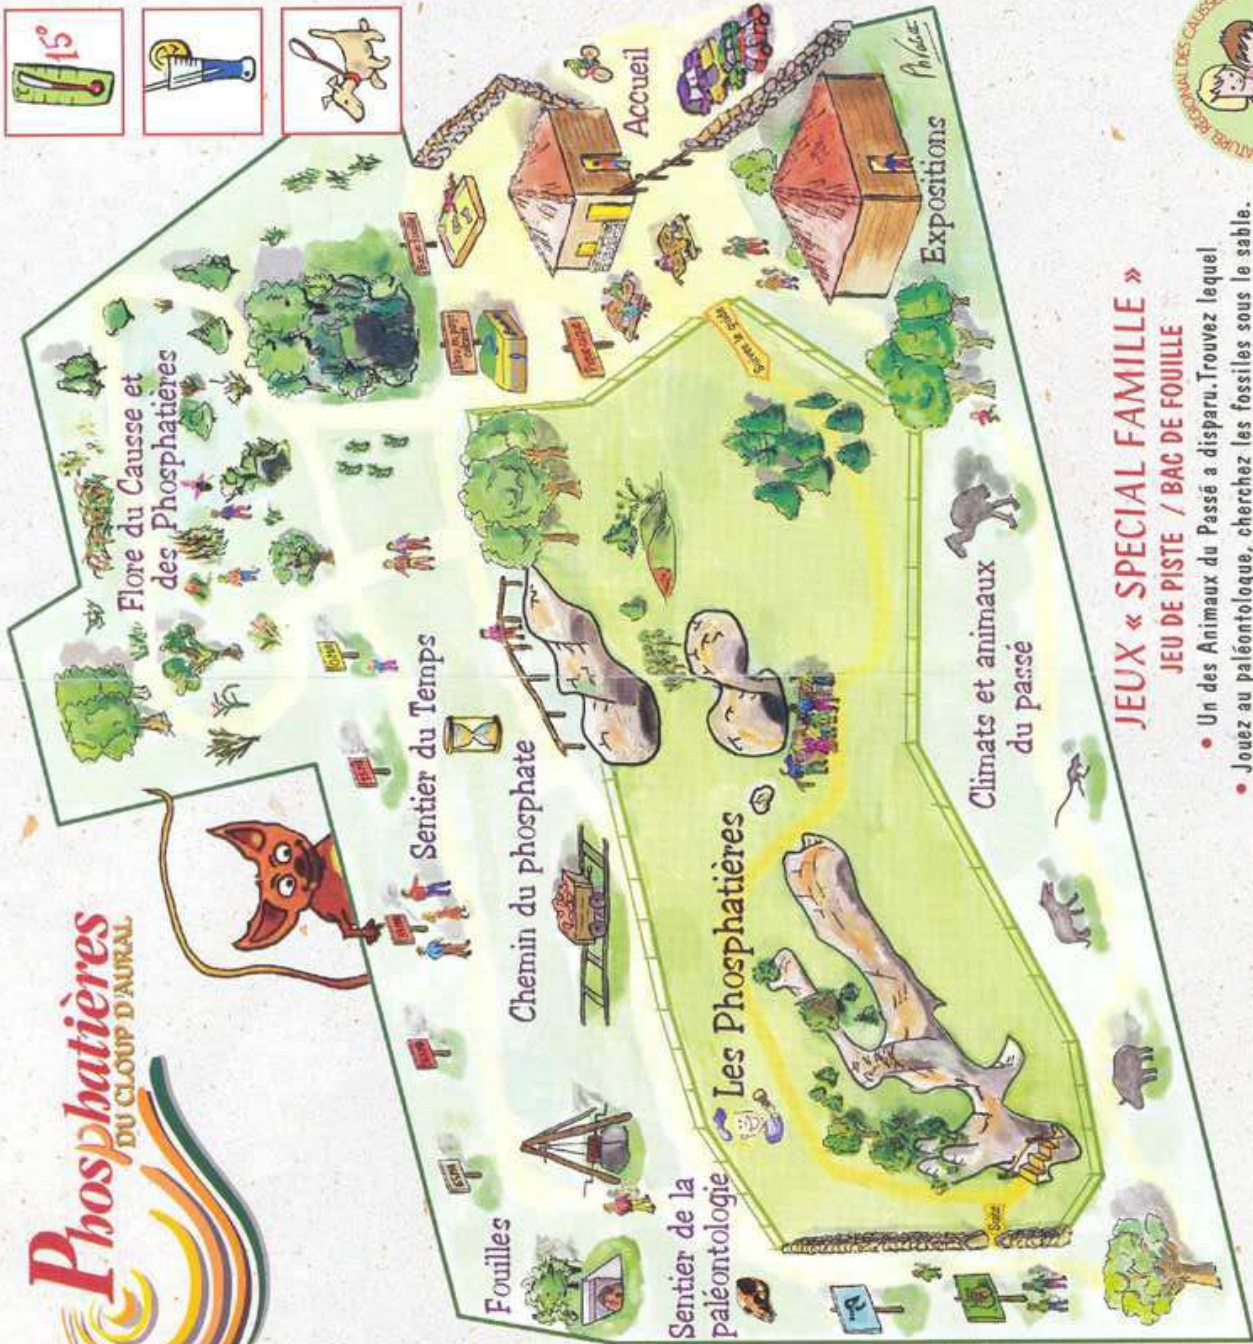 Phosphatières
DU CLOUP D'AURAL
15°
Flore du Causse et
des Phosphatières
Accueil
Expositions
Suivez le guide
Sentier du Temps
Chemin du phosphate
Fouilles
Sentier de la
paléontologie
Les Phosphatières
Climats et animaux
du passé
JEUX « SPECIAL FAMILLE »
JEU DE PISTE / BAC DE FOUILLE
• Un des Animaux du Passé a disparu. Trouvez lequel
• Jouez au paléontologue, cherchez les fossiles sous le sable.